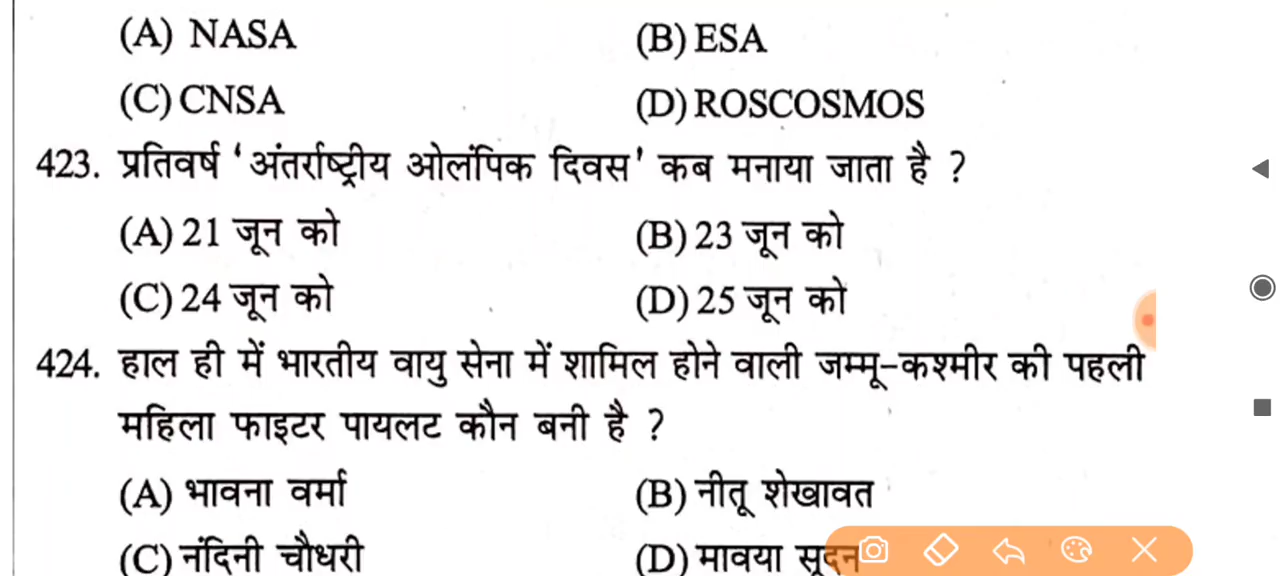 (A) NASA (B) ESA
(C) CNSA (D) ROSCOSMOS
423. प्रतिवर्ष ‘अंतर्राष्ट्रीय ओलंपिक दिवस’ कब मनाया जाता है ?
(A) 21 जून को (B) 23 जून को
(C) 24 जून को (D) 25 जून को
424. हाल ही में भारतीय वायु सेना में शामिल होने वाली जम्मू-कश्मीर की पहली
महिला फाइटर पायलट कौन बनी है ?
(A) भावना वर्मा (B) नीतू शेखावत
(C) नंदिनी चौधरी (D) मावया सूदन